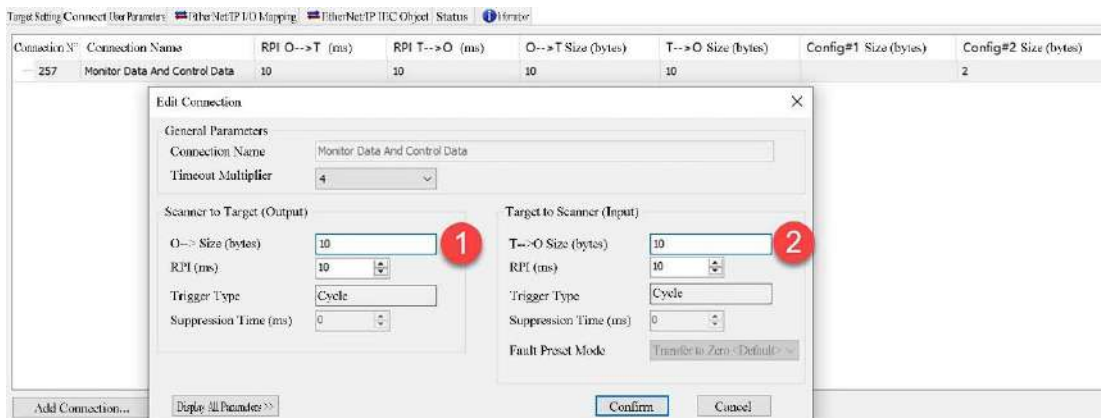 Target Setting Connect User Parameters EtherNet/IP I/O Mapping EtherNet/IP IEC Object Status
Connection N° Connection Name RPI O-->T (ms) RPI T-->O (ms) O-->T Size (bytes) T-->O Size (bytes) Config#1 Size (bytes) Config#2 Size (bytes)
257 Monitor Data And Control Data 10 10 10 10 2
Edit Connection
General Parameters
Connection Name Monitor Data And Control Data
Timeout Multiplier 4
Scanner to Target (Output) Target to Scanner (Input)
O--> Size (bytes) 10 1 T-->O Size (bytes) 10 2
RPI (ms) 10 RPI (ms) 10
Trigger Type Cycle Trigger Type Cycle
Suppression Time (ms) 0 Suppression Time (ms) 0
Fault Preset Mode Transfer to Zero <Default>
Add Connection... Display All Parameters >> Confirm Cancel